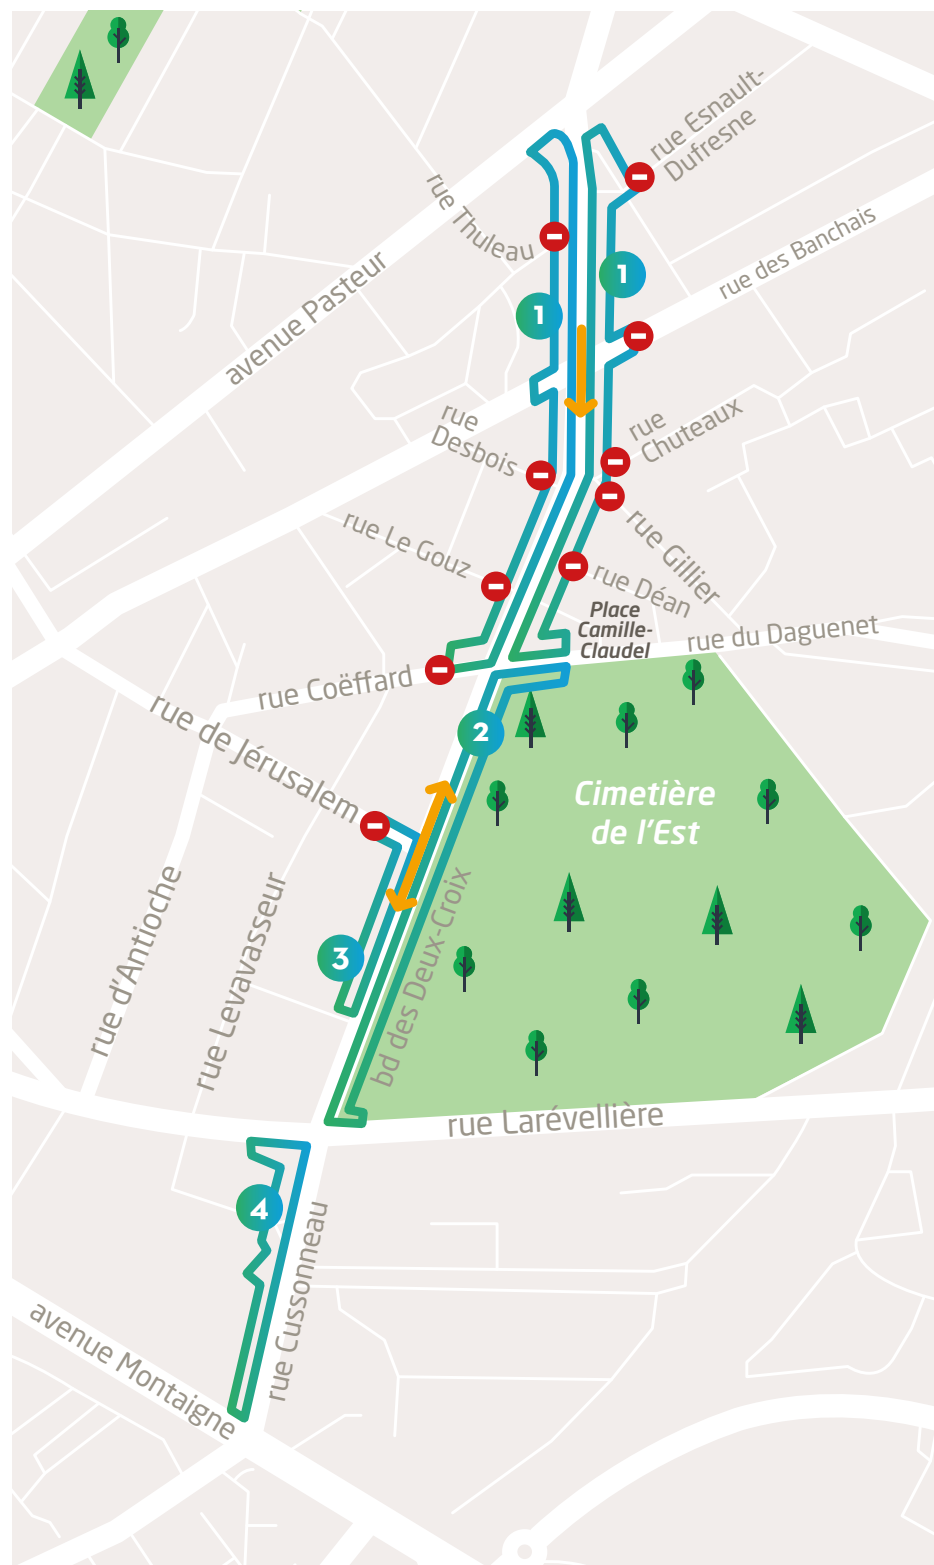 rue Esnault-
Dufresne
rue Thuleau
rue des Banchais
1
avenue Pasteur
1
rue
Desbois
rue
Chuteaux
rue Le Gouz
rue Gillier
rue Déan
Place
Camille-
Claudel
rue du Daguenet
rue Coëffard
rue de Jérusalem
2
Cimetière
de l'Est
rue d'Antioche
rue Levavasseur
3
bd des Deux-Croix
rue Larévellière
4
rue Cussonneau
avenue Montaigne